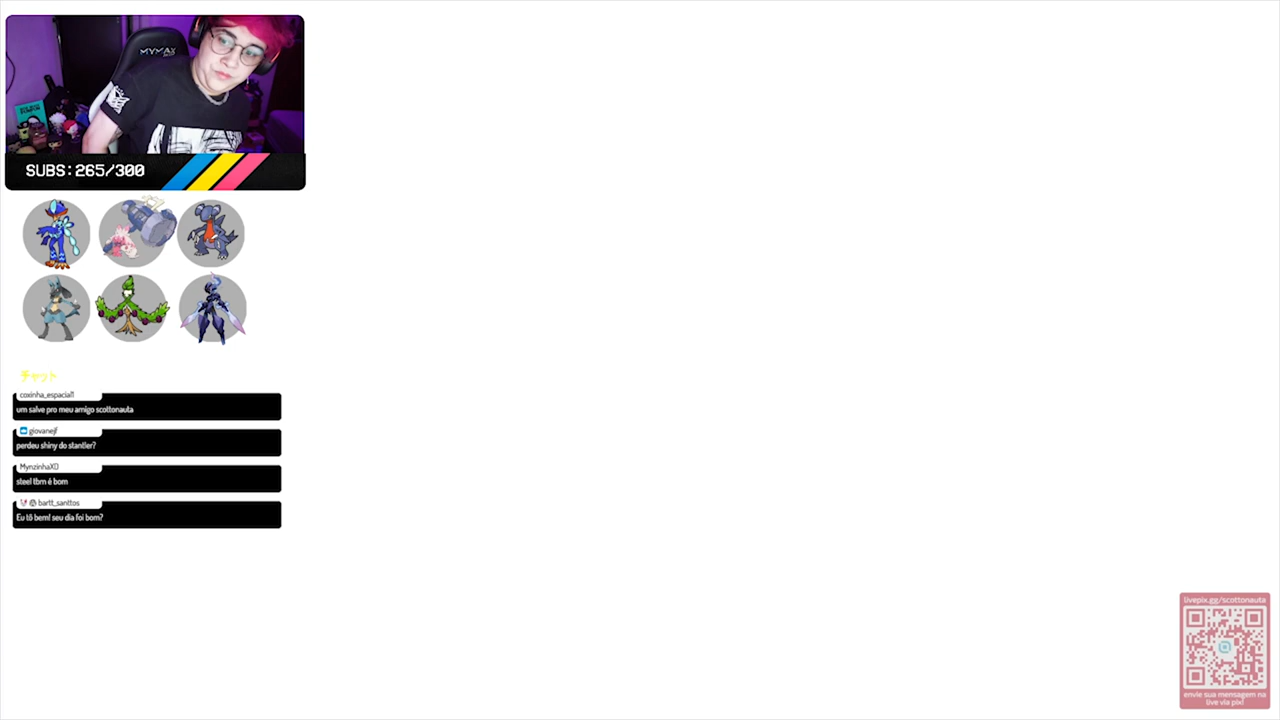 MYMAX
SUBS: 265/300
チャット
coxinha_espacial1
um salve pro meu amigo scottonauta
giovanejf
perdeu shiny do stantler?
MynzinhaXD
steel tbm é bom
bartt_santtos
Eu tô bem! seu dia foi bom?
livepix.gg/scottonauta
envie sua mensagem na
live via pix!